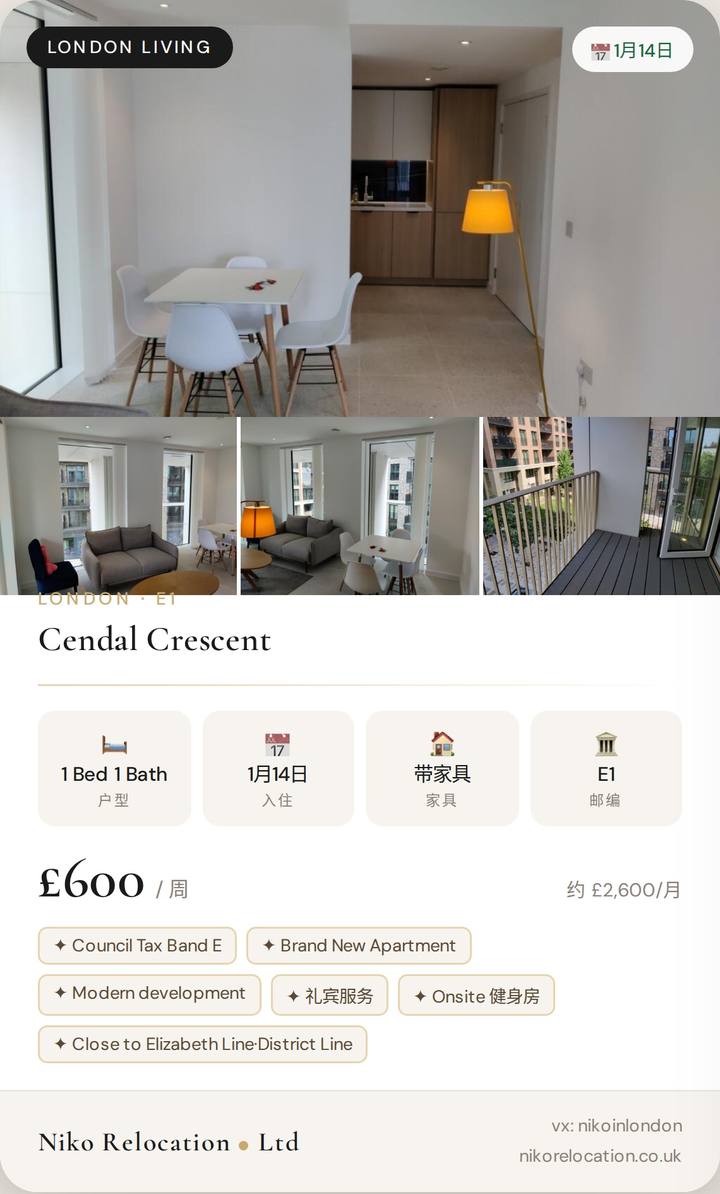 LONDON LIVING
1月14日
LONDON · E1
Cendal Crescent
1 Bed 1 Bath
户型
1月14日
入住
带家具
家具
E1
邮编
£600 / 周
约 £2,600/月
✦ Council Tax Band E
✦ Brand New Apartment
✦ Modern development
✦ 礼宾服务
✦ Onsite 健身房
✦ Close to Elizabeth Line·District Line
Niko Relocation ● Ltd
vx: nikoinlondon
nikorelocation.co.uk